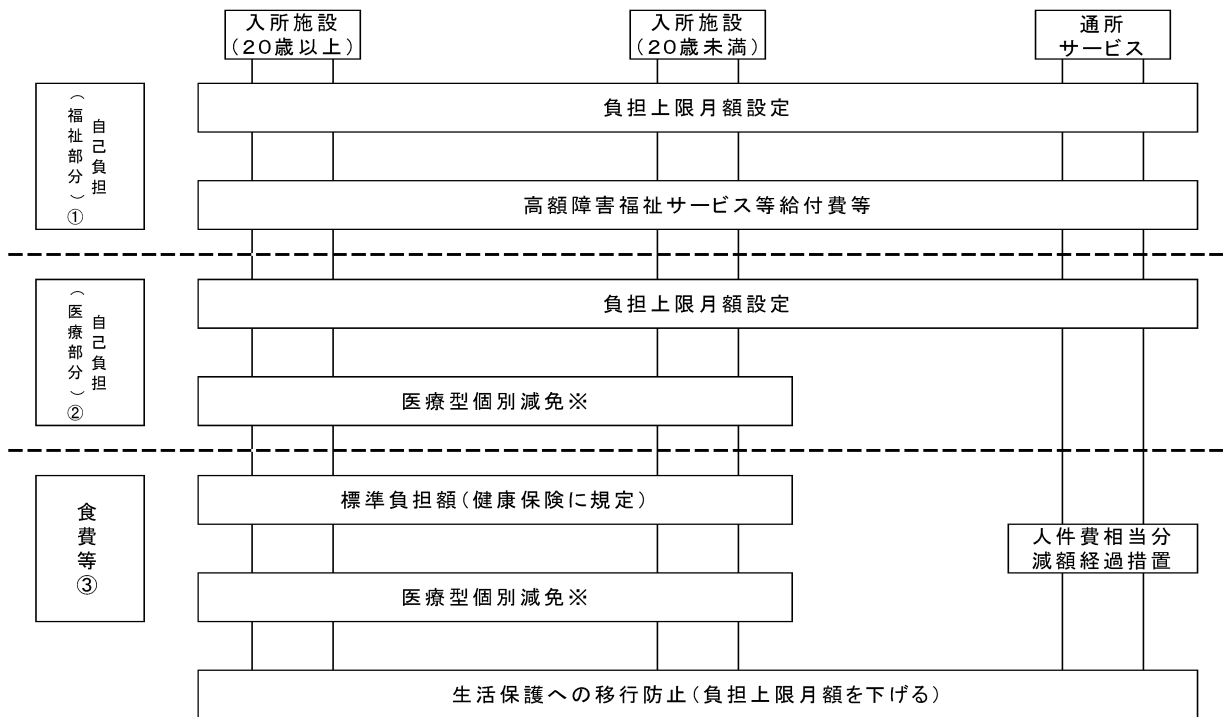 入所施設
(20歳以上)
入所施設
(20歳未満)
通所
サービス
自己負担
(福祉部分)①
負担上限月額設定
高額障害福祉サービス等給付費等
自己負担
(医療部分)②
負担上限月額設定
医療型個別減免※
食費等③
標準負担額(健康保険に規定)
人件費相当分
減額経過措置
医療型個別減免※
生活保護への移行防止(負担上限月額を下げる)